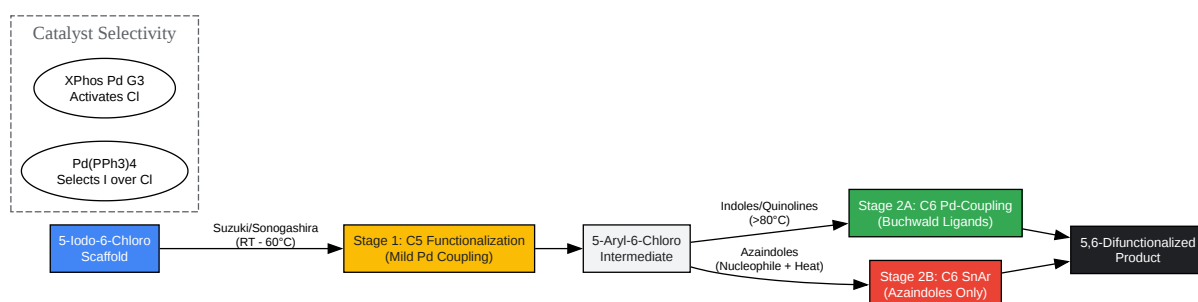 Catalyst Selectivity
XPhos Pd G3
Activates Cl
Pd(PPh3)4
Selects I over Cl
5-Iodo-6-Chloro
Scaffold
Suzuki/Sonogashira
(RT - 60°C)
Stage 1: C5 Functionalization
(Mild Pd Coupling)
5-Aryl-6-Chloro
Intermediate
Indoles/Quinolines
(>80°C)
Azaindoles
(Nucleophile + Heat)
Stage 2A: C6 Pd-Coupling
(Buchwald Ligands)
Stage 2B: C6 SnAr
(Azaindoles Only)
5,6-Difunctionalized
Product